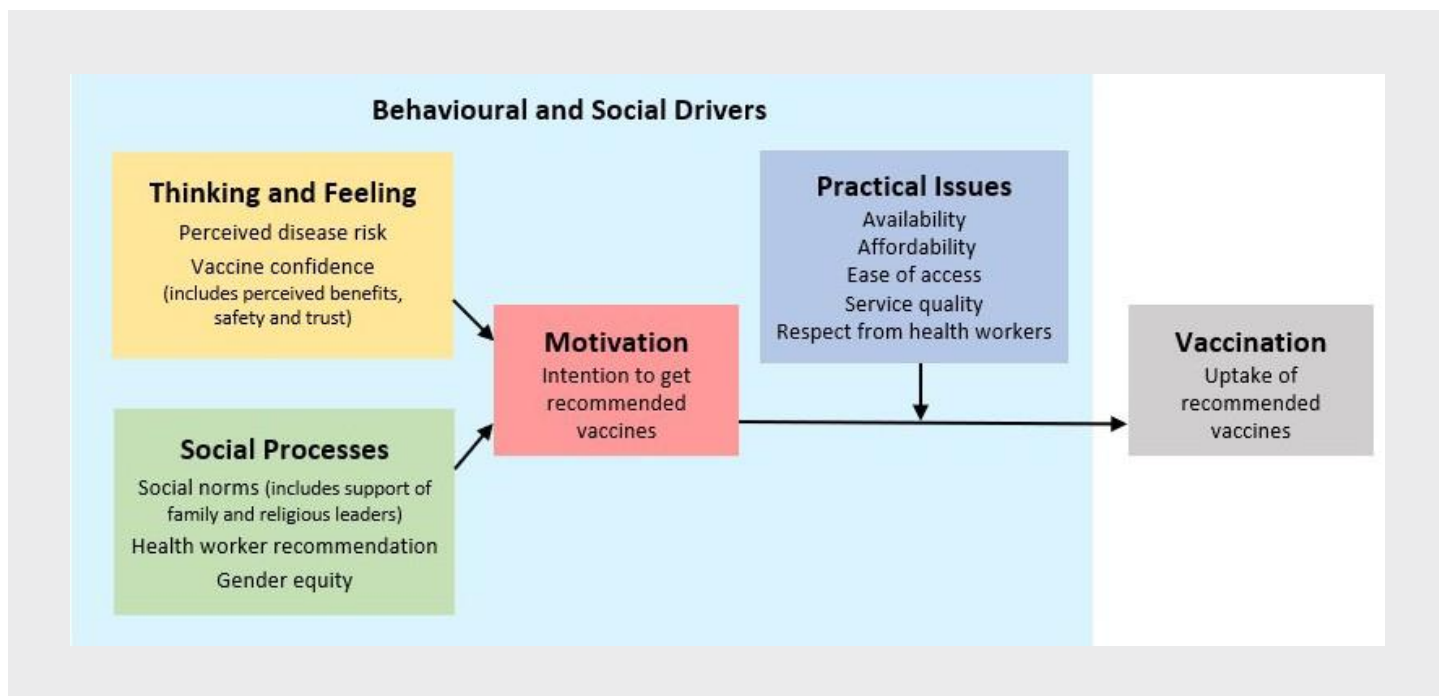 Behavioural and Social Drivers
Thinking and Feeling
Perceived disease risk
Vaccine confidence
(includes perceived benefits,
safety and trust)
Social Processes
Social norms (includes support of
family and religious leaders)
Health worker recommendation
Gender equity
Motivation
Intention to get
recommended
vaccines
Practical Issues
Availability
Affordability
Ease of access
Service quality
Respect from health workers
Vaccination
Uptake of
recommended
vaccines